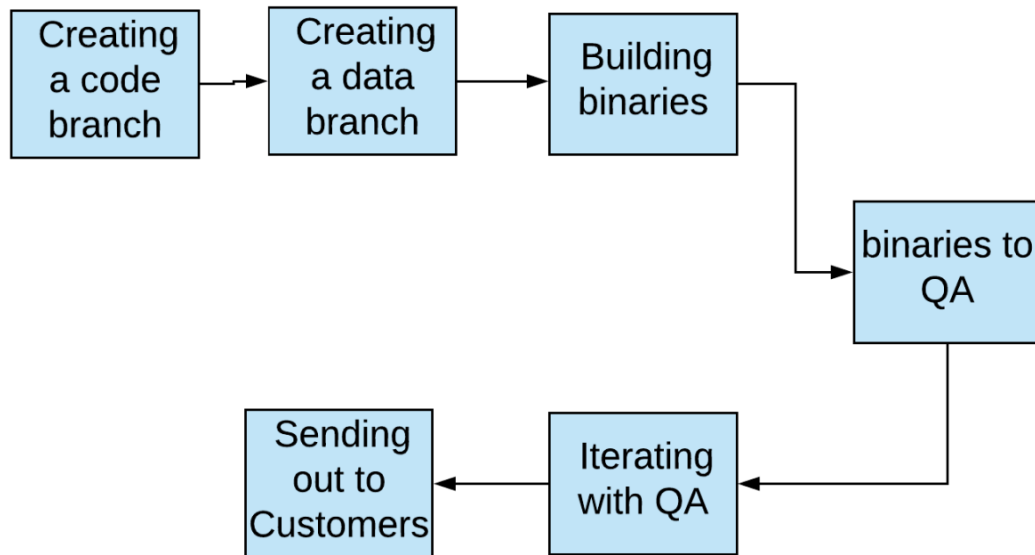 Creating
a code
branch
Creating
a data
branch
Building
binaries
binaries to
QA
Iterating
with QA
Sending
out to
Customers